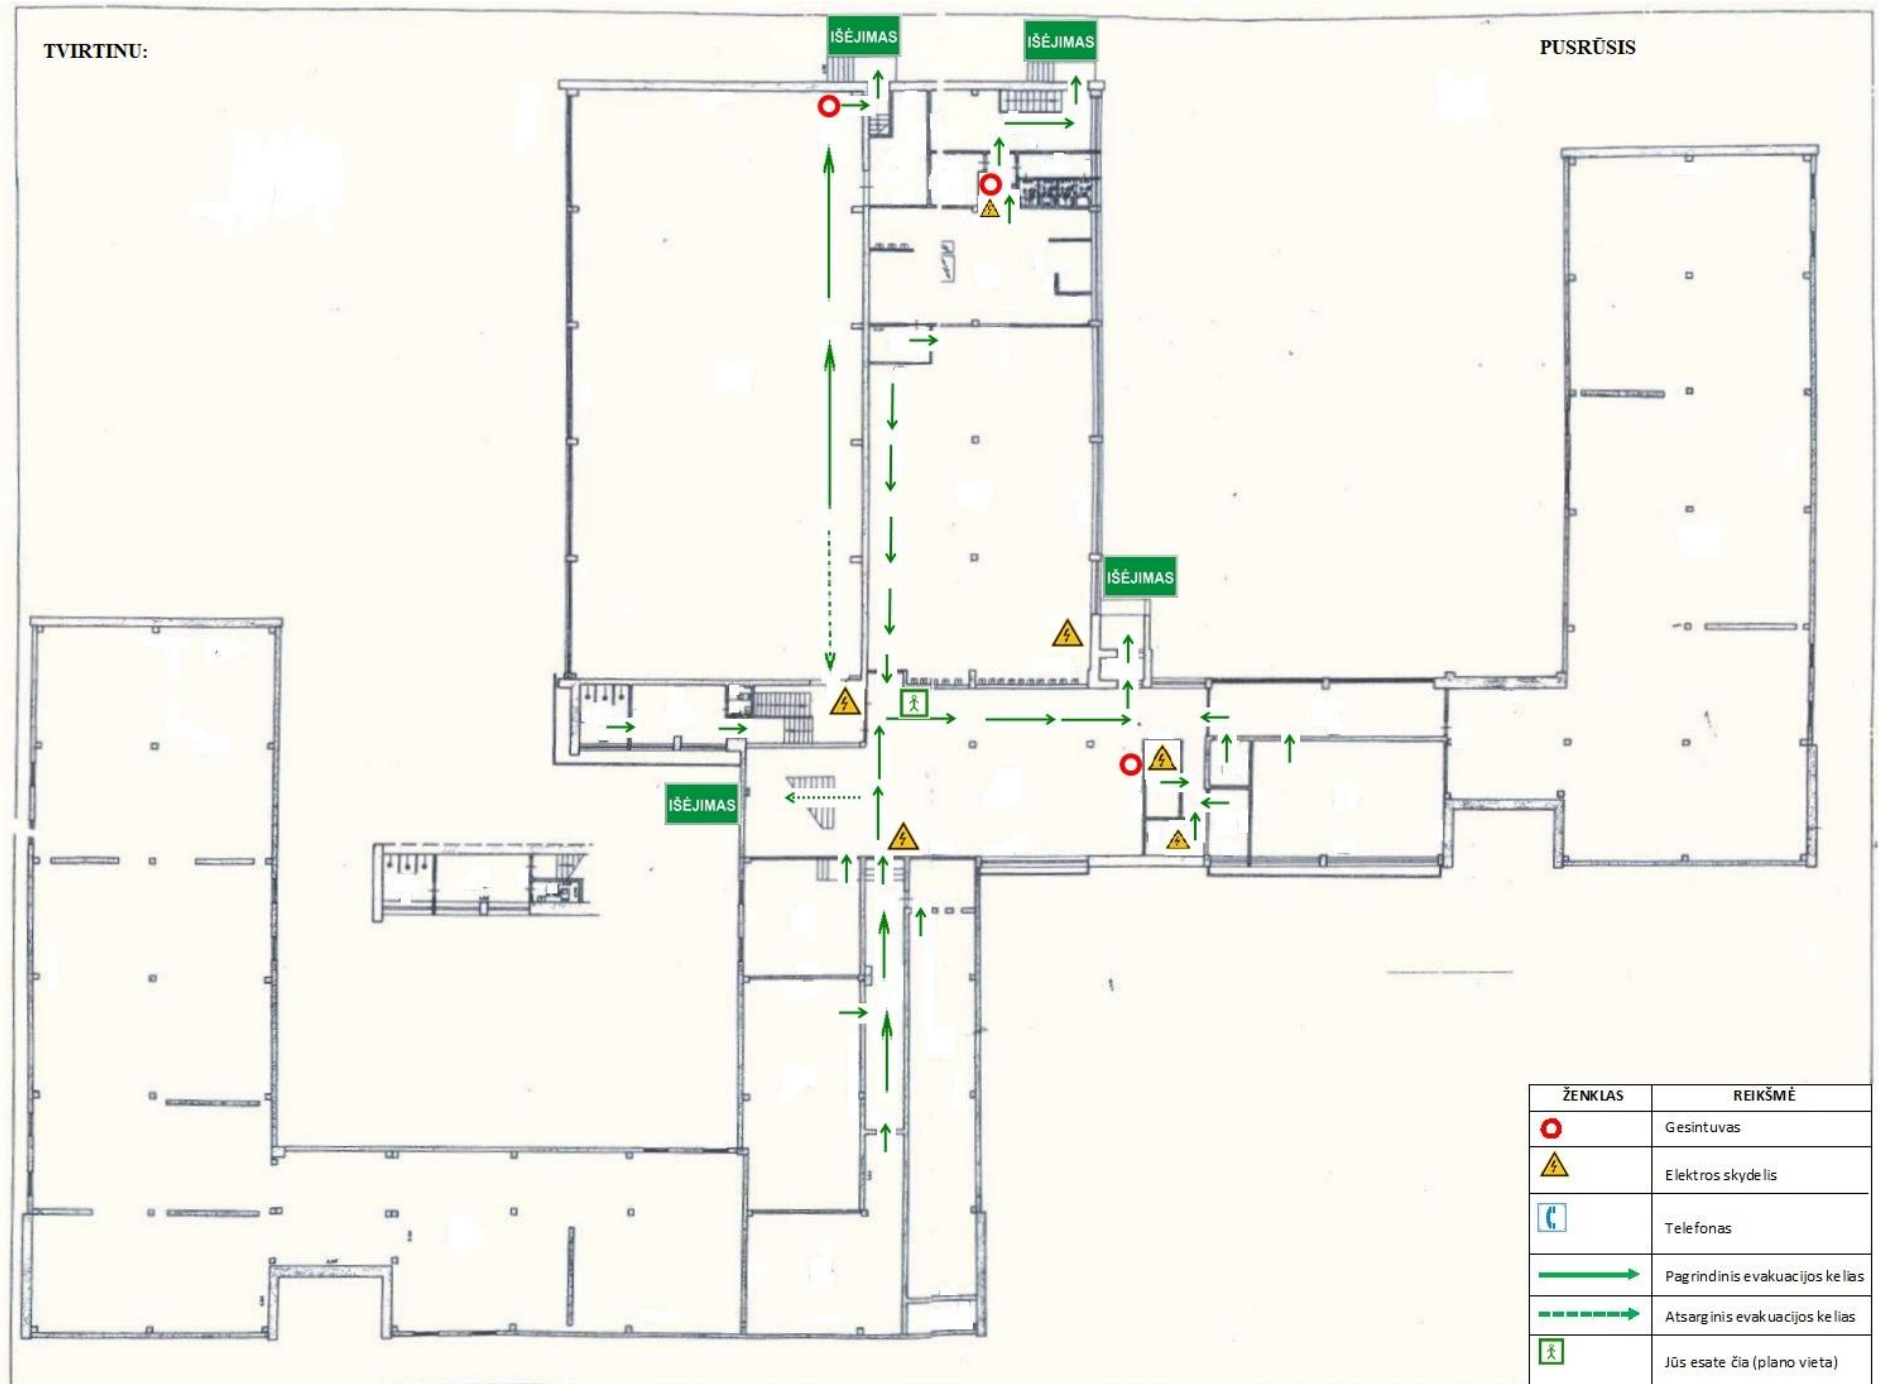 TVIRTINU:
IŠĖJIMAS
IŠĖJIMAS
PUSRŪSIS
IŠĖJIMAS
IŠĖJIMAS
ŽENKLAS REIKŠMĖ
Gesintuvas
Elektros skydelis
Telefonas
Pagrindinis evakuacijos kelias
Atsarginis evakuacijos kelias
Jūs esate čia (plano vieta)